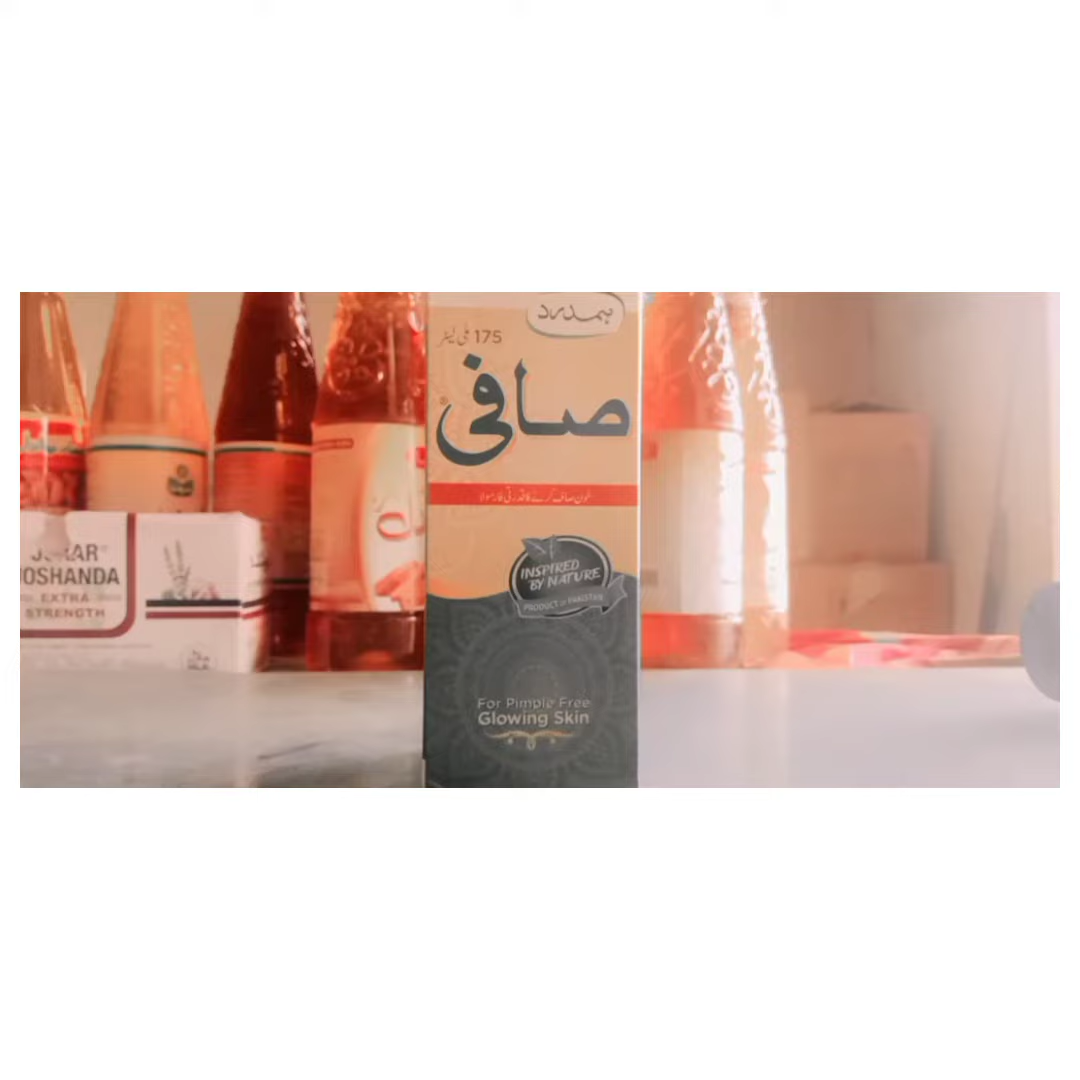 ہمدرد
175 ملی لیٹر
صافی
خون صاف کرنے کا قدرتی فارمولا
INSPIRED
BY NATURE
PRODUCT OF PAKISTAN
For Pimple Free
Glowing Skin
EXTRA
STRENGTH